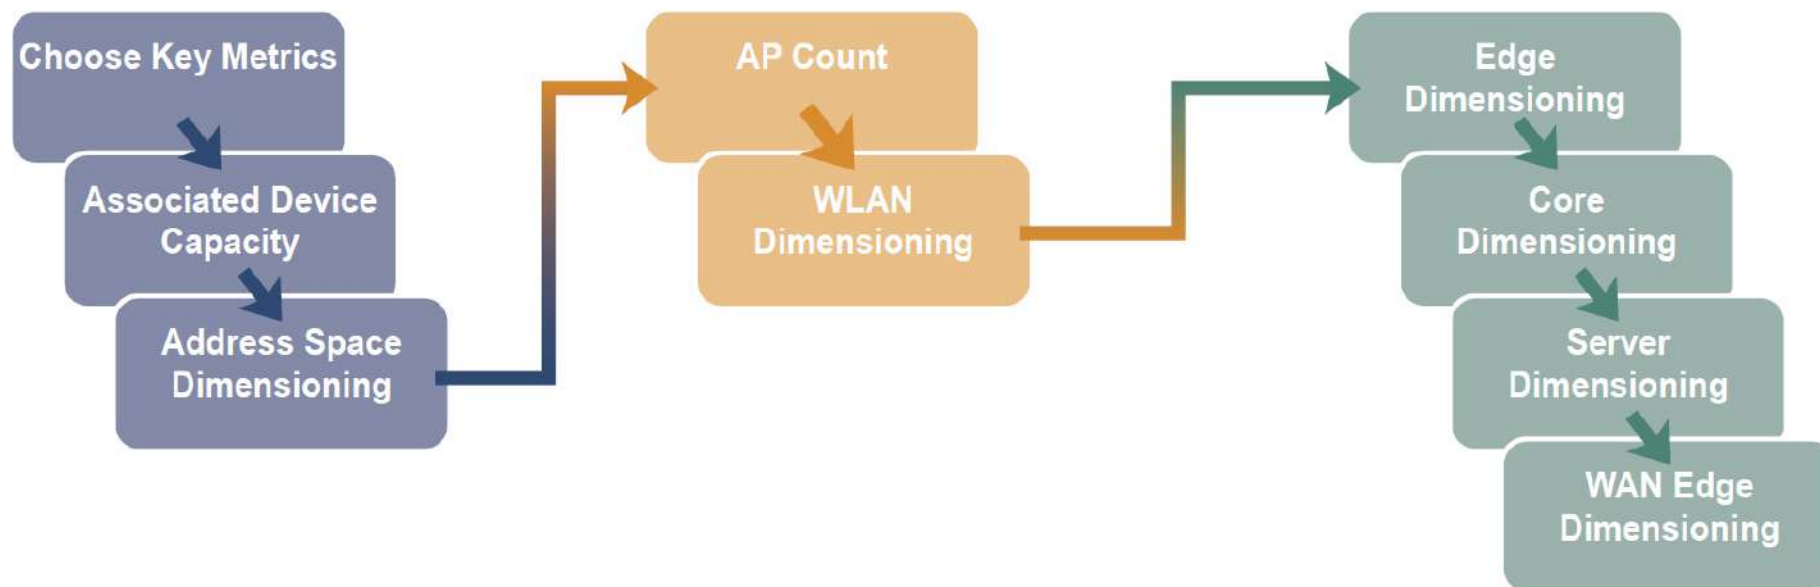 Choose Key Metrics
Associated Device
Capacity
Address Space
Dimensioning
AP Count
WLAN
Dimensioning
Edge
Dimensioning
Core
Dimensioning
Server
Dimensioning
WAN Edge
Dimensioning